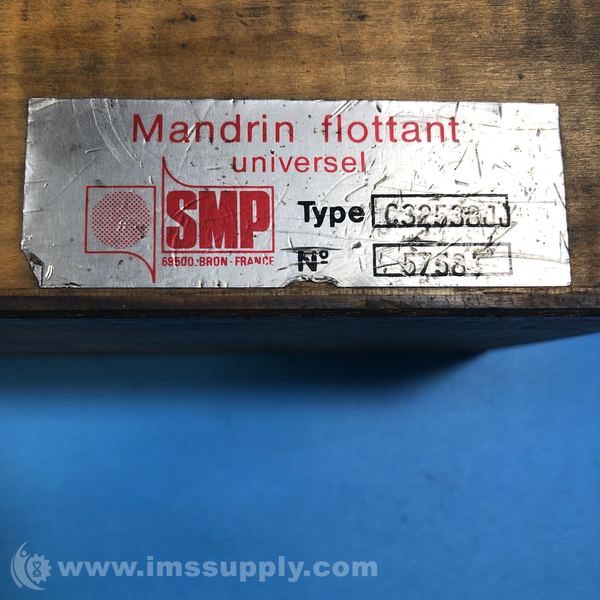 Mandrin flottant
universel
SMP
69500.BRON-FRANCE
Type
N°
www.imssupply.com